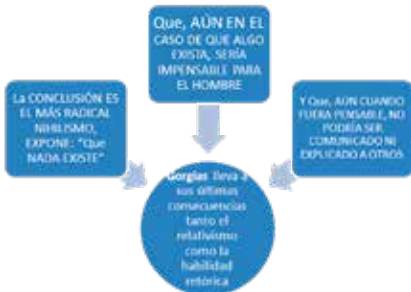 Que, AÚN EN EL
CASO DE QUE ALGO
EXISTA, SERÍA
IMPENSABLE PARA
EL HOMBRE
La CONCLUSIÓN ES
EL MÁS RADICAL
NIHILISMO,
EXPONE: "Que
NADA EXISTE"
Y Que, AÚN CUANDO
FUERA PENSABLE, NO
PODRÍA SER
COMUNICADO NI
EXPLICADO A OTROS
Gorgias lleva a
sus últimas
consecuencias
tanto el
relativismo
como la
habilidad
retórica